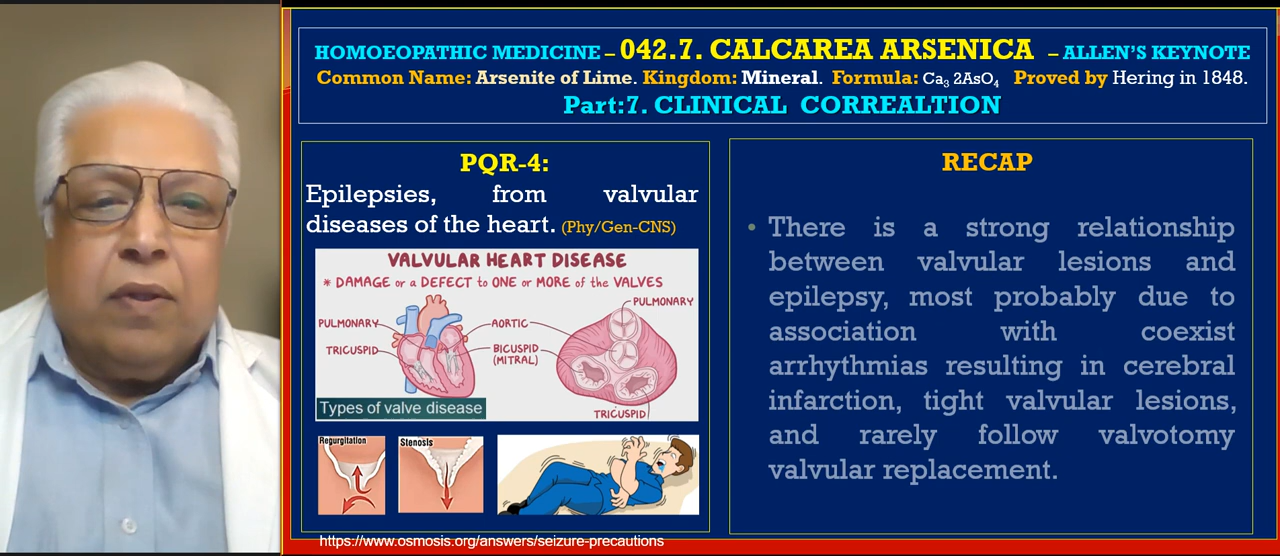 HOMOEOPATHIC MEDICINE – 042.7. CALCAREA ARSENICA – ALLEN'S KEYNOTE
Common Name: Arsenite of Lime. Kingdom: Mineral. Formula: Ca3 2AsO4 Proved by Hering in 1848.
Part:7. CLINICAL CORREALTION
PQR-4:
Epilepsies, from valvular
diseases of the heart. (Phy/Gen-CNS)
VALVULAR HEART DISEASE
* DAMAGE or a DEFECT to ONE or MORE of the VALVES
PULMONARY
PULMONARY
AORTIC
TRICUSPID
BICUSPID
(MITRAL)
TRICUSPID
Types of valve disease
Regurgitation
Stenosis
https://www.osmosis.org/answers/seizure-precautions
RECAP
• There is a strong relationship
between valvular lesions and
epilepsy, most probably due to
association with coexist
arrhythmias resulting in cerebral
infarction, tight valvular lesions,
and rarely follow valvotomy
valvular replacement.